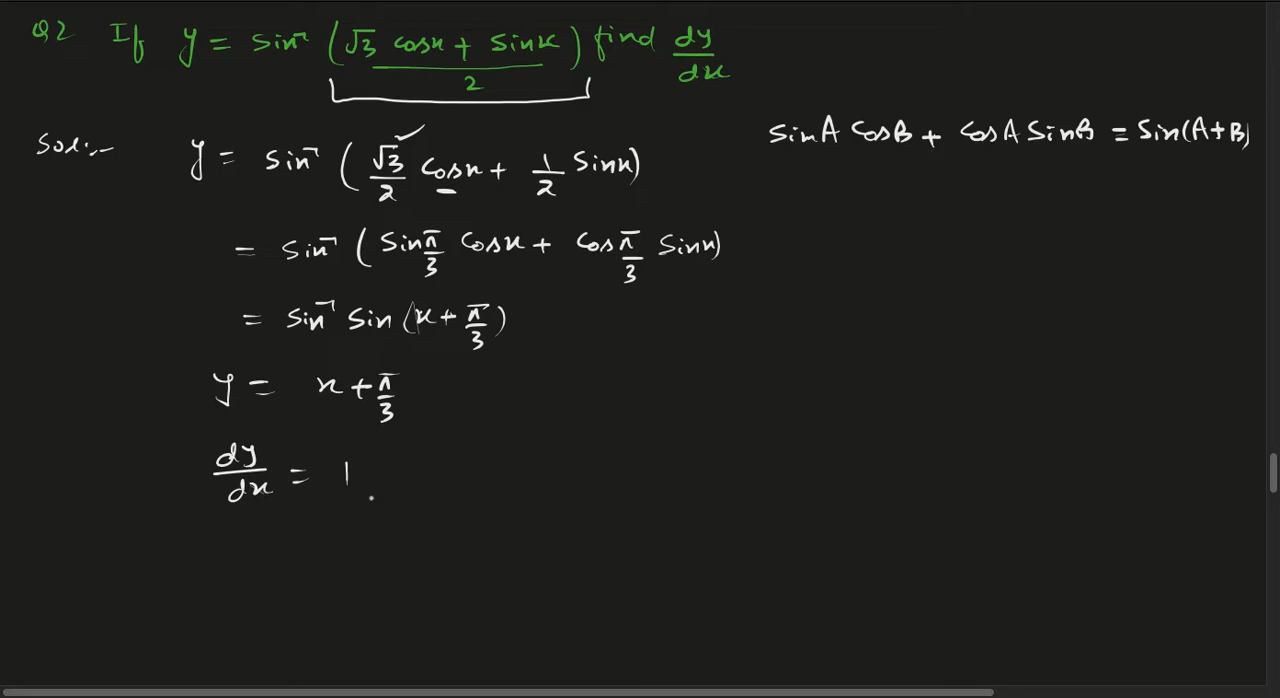 Q2 If y = sin⁻¹ (√3 cosx + sinx / 2) find dy/dx
Sol:- y = sin⁻¹ (√3/2 cosx + 1/2 sinx)
sinA cosB + cosA sinB = sin(A+B)
= sin⁻¹ (sin π/3 cosx + cos π/3 sinx)
= sin⁻¹ sin (x + π/3)
y = x + π/3
dy/dx = 1